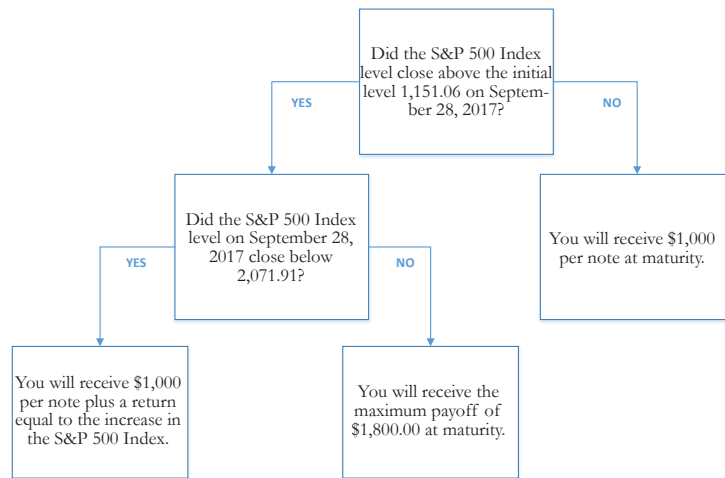 Did the S&P 500 Index
level close above the initial
level 1,151.06 on Septem-
ber 28, 2017?
YES
NO
Did the S&P 500 Index
level on September 28,
2017 close below
2,071.91?
You will receive $1,000
per note at maturity.
YES
NO
You will receive $1,000
per note plus a return
equal to the increase in
the S&P 500 Index.
You will receive the
maximum payoff of
$1,800.00 at maturity.